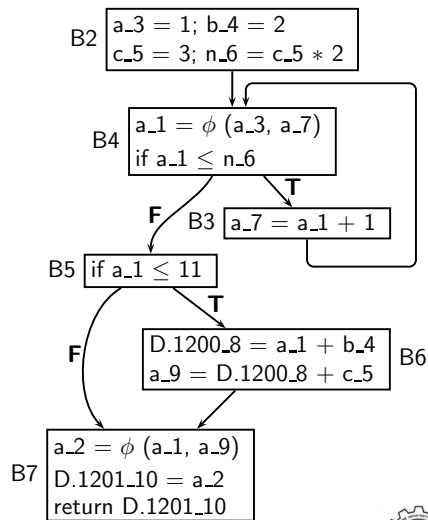 B2
a_3 = 1; b_4 = 2
c_5 = 3; n_6 = c_5 * 2
B4
a_1 = ϕ (a_3, a_7)
if a_1 ≤ n_6
F
T
B3
a_7 = a_1 + 1
B5
if a_1 ≤ 11
F
T
D.1200_8 = a_1 + b_4
a_9 = D.1200_8 + c_5
B6
B7
a_2 = ϕ (a_1, a_9)
D.1201_10 = a_2
return D.1201_10